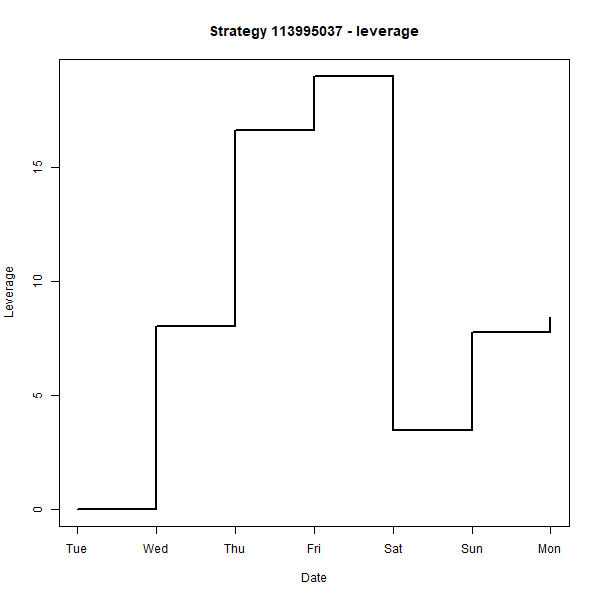 Strategy 113995037 - leverage
Leverage
15
10
5
0
Tue Wed Thu Fri Sat Sun Mon
Date